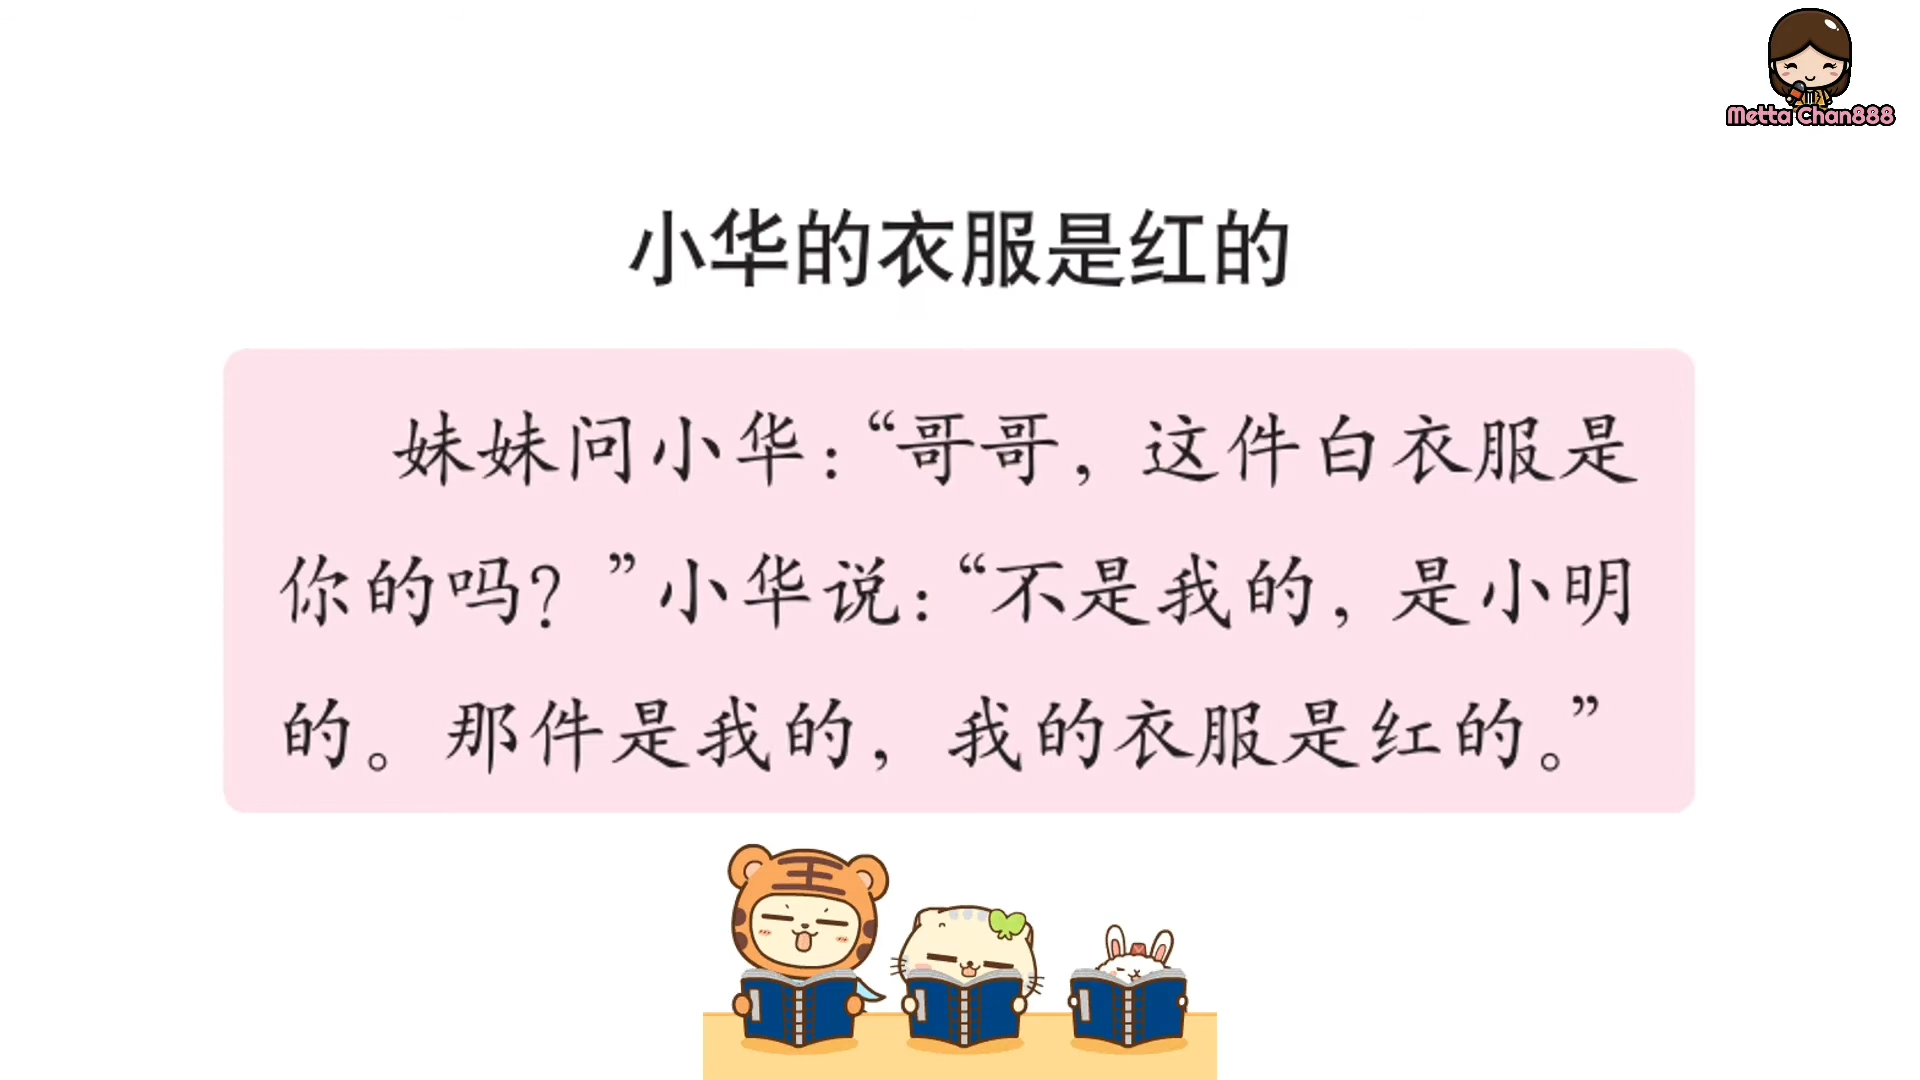 Metta Chan888
小华的衣服是红的
妹妹问小华：“哥哥，这件白衣服是
你的吗？”小华说：“不是我的，是小明
的。那件是我的，我的衣服是红的。”
王